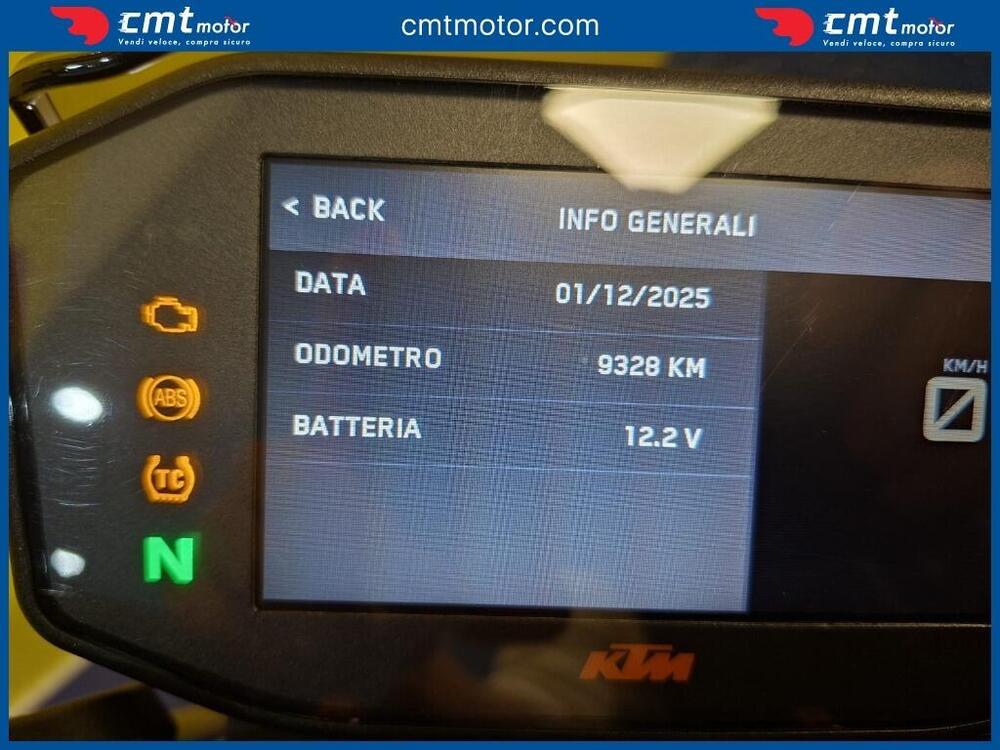 cmt motor
Vendi veloce, compra sicuro
cmtmotor.com
cmt motor
Vendi veloce, compra sicuro
< BACK
INFO GENERALI
DATA 01/12/2025
ODOMETRO 9328 KM
BATTERIA 12.2 V
KM/H
ABS
TC
N
KTM